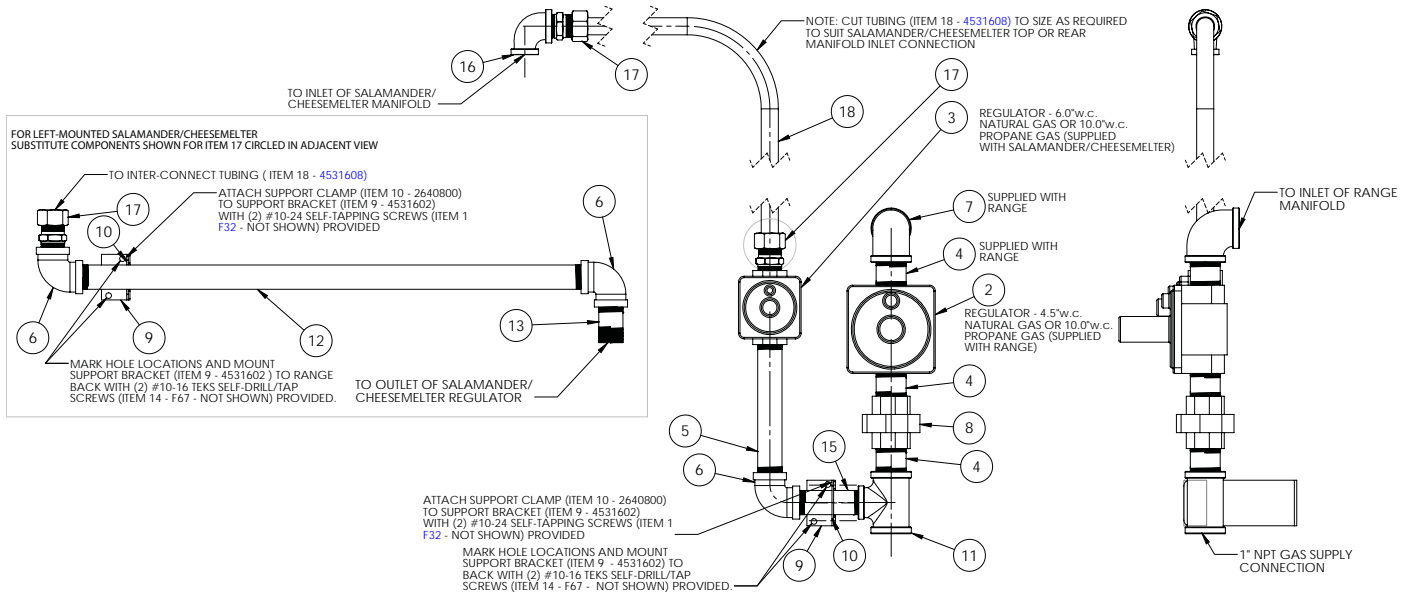 NOTE: CUT TUBING (ITEM 18 - 4531608) TO SIZE AS REQUIRED
TO SUIT SALAMANDER/CHEESEMELTER TOP OR REAR
MANIFOLD INLET CONNECTION
16
17
17
TO INLET OF SALAMANDER/
CHEESEMELTER MANIFOLD
18
3
REGULATOR - 6.0"w.c.
NATURAL GAS OR 10.0"w.c.
PROPANE GAS (SUPPLIED
WITH SALAMANDER/CHEESEMELTER)
FOR LEFT-MOUNTED SALAMANDER/CHEESEMELTER
SUBSTITUTE COMPONENTS SHOWN FOR ITEM 17 CIRCLED IN ADJACENT VIEW
TO INTER-CONNECT TUBING ( ITEM 18 - 4531608)
ATTACH SUPPORT CLAMP (ITEM 10 - 2640800)
TO SUPPORT BRACKET (ITEM 9 - 4531602)
WITH (2) #10-24 SELF-TAPPING SCREWS (ITEM 1
F32 - NOT SHOWN) PROVIDED
17
10
6
6
9
12
13
MARK HOLE LOCATIONS AND MOUNT
SUPPORT BRACKET (ITEM 9 - 4531602 ) TO RANGE
BACK WITH (2) #10-16 TEKS SELF-DRILL/TAP
SCREWS (ITEM 14 - F67 - NOT SHOWN) PROVIDED.
TO OUTLET OF SALAMANDER/
CHEESEMELTER REGULATOR
17
7
SUPPLIED WITH
RANGE
4
SUPPLIED WITH
RANGE
2
REGULATOR - 4.5"w.c.
NATURAL GAS OR 10.0"w.c.
PROPANE GAS (SUPPLIED
WITH RANGE)
TO INLET OF RANGE
MANIFOLD
4
8
5
15
4
6
ATTACH SUPPORT CLAMP (ITEM 10 - 2640800)
TO SUPPORT BRACKET (ITEM 9 - 4531602)
WITH (2) #10-24 SELF-TAPPING SCREWS (ITEM 1
F32 - NOT SHOWN) PROVIDED
MARK HOLE LOCATIONS AND MOUNT
SUPPORT BRACKET (ITEM 9 - 4531602) TO
BACK WITH (2) #10-16 TEKS SELF-DRILL/TAP
SCREWS (ITEM 14 - F67 - NOT SHOWN) PROVIDED.
9
10
11
1" NPT GAS SUPPLY
CONNECTION